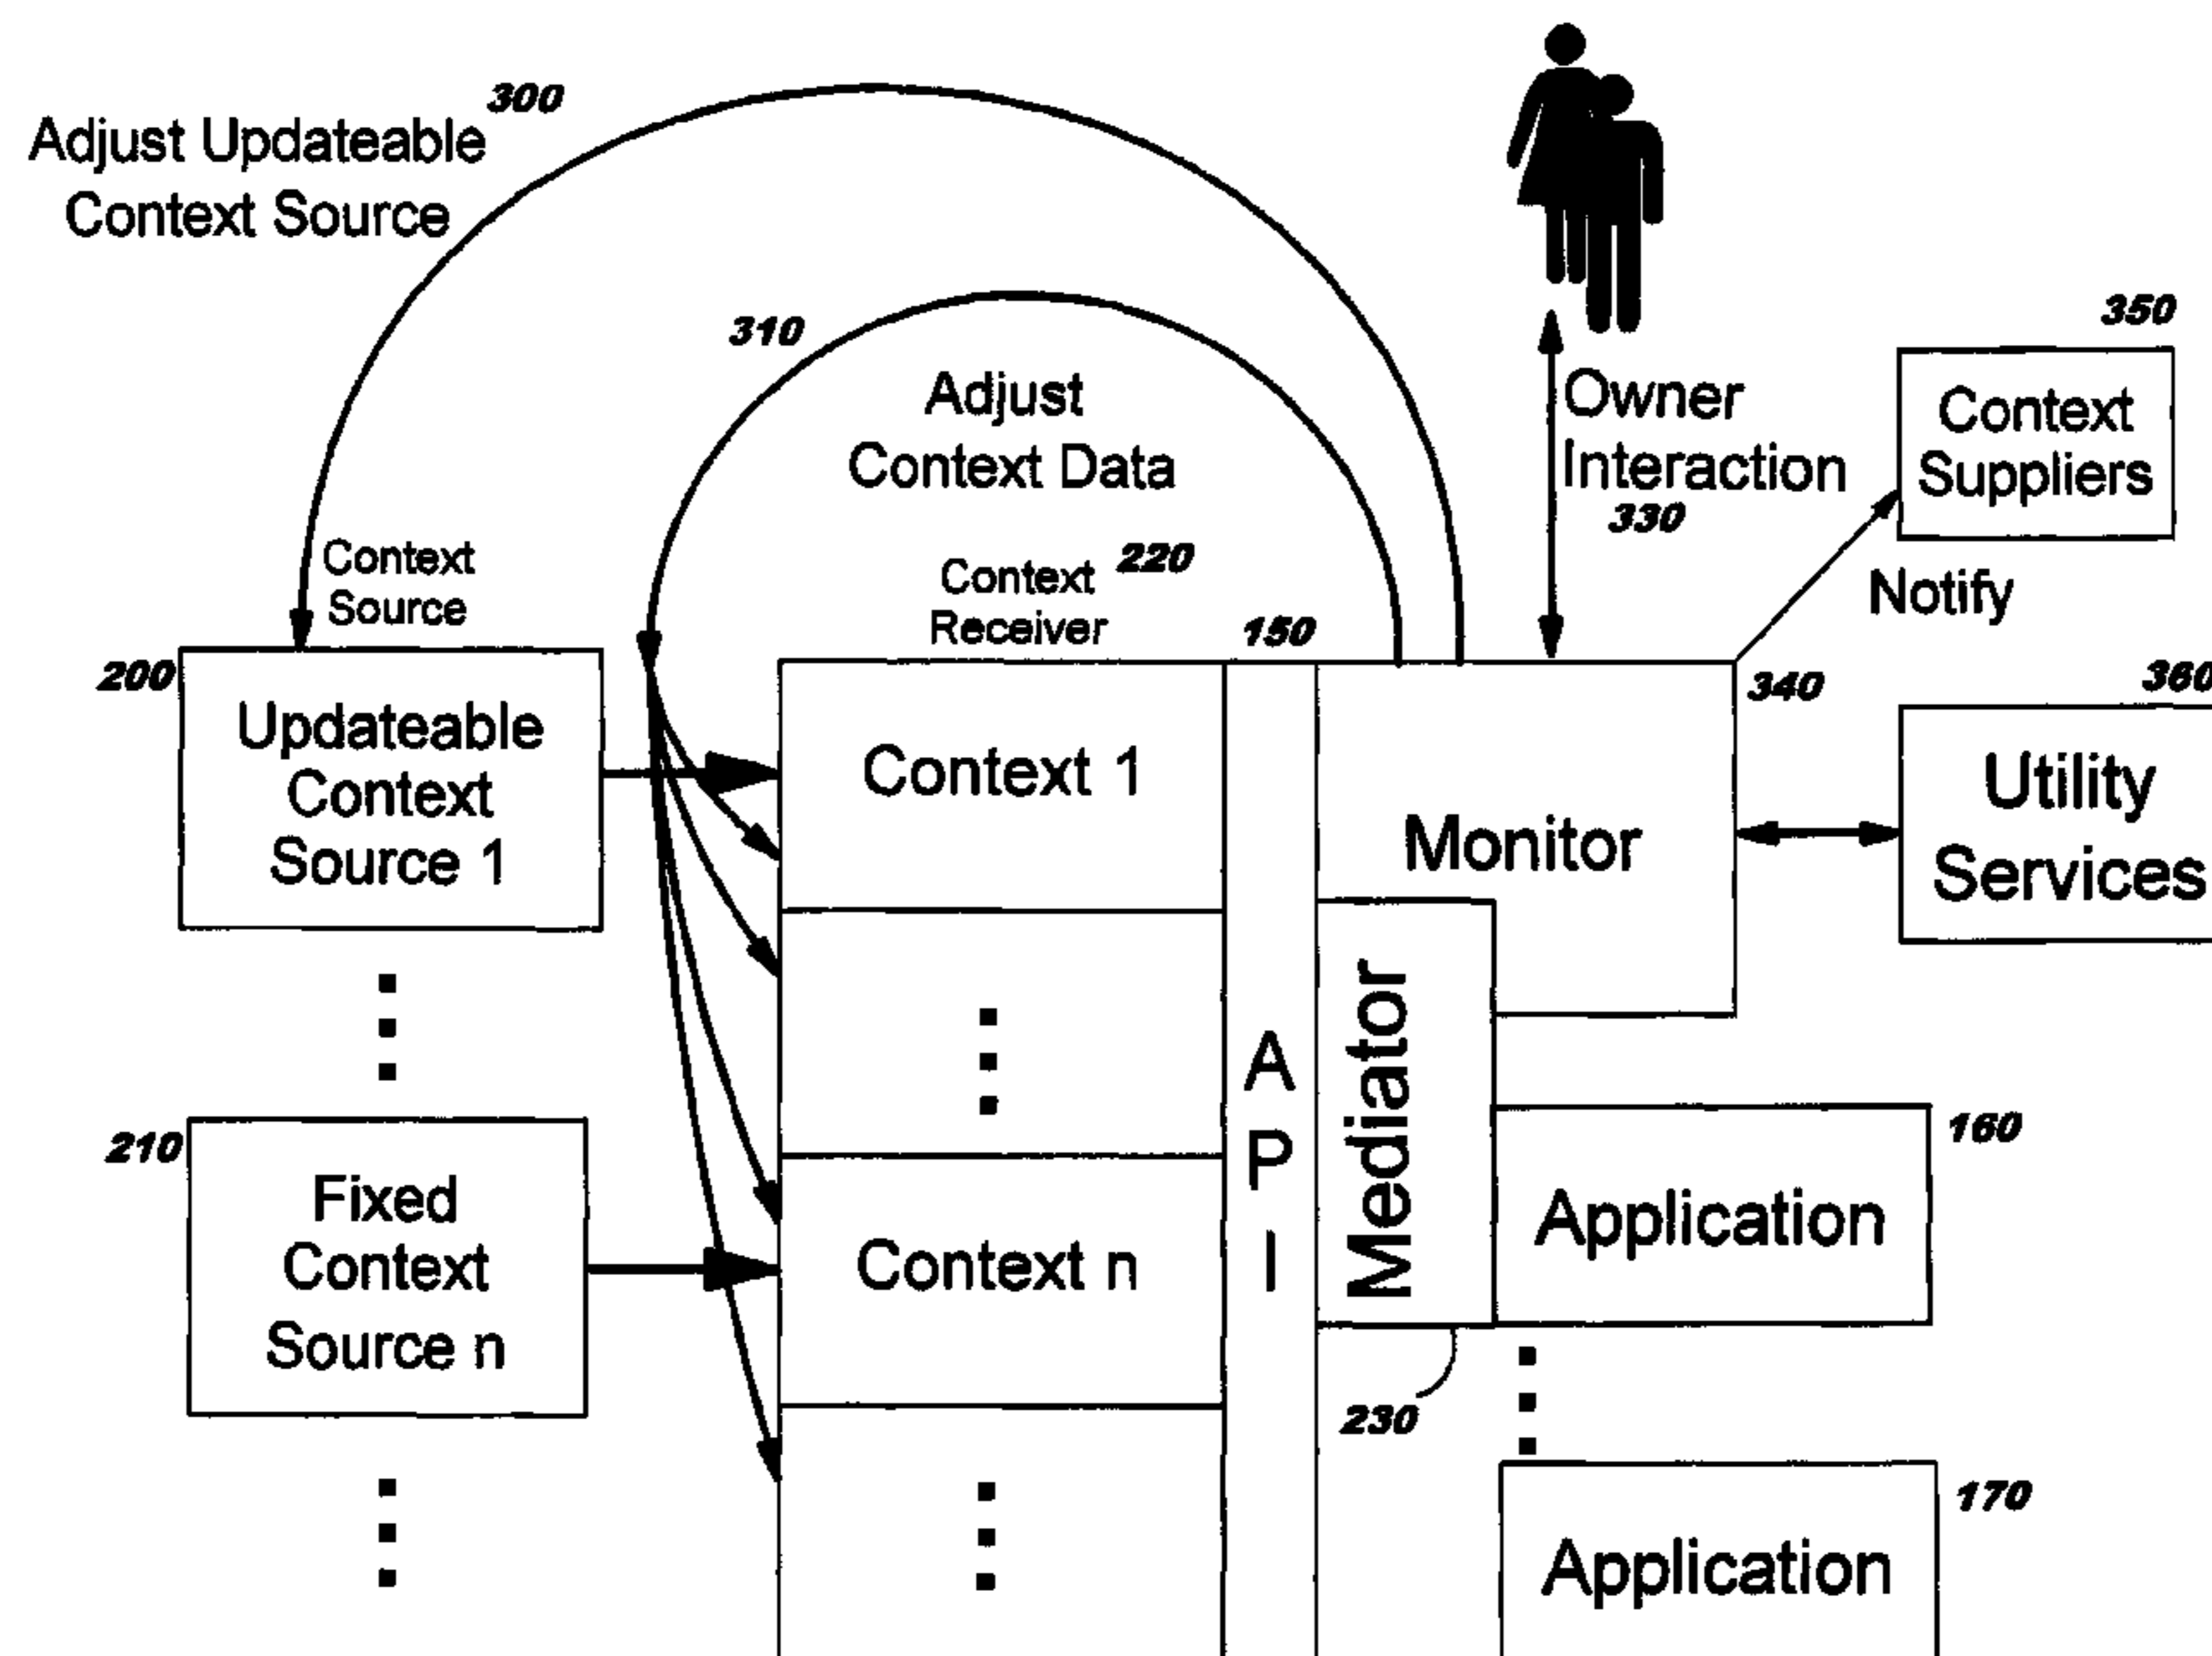 300
Adjust Updateable
Context Source
310
Adjust
Context Data
Owner
Interaction
330
350
Context
Suppliers
Notify
Context
Source
Context 220
Receiver
150
200
Updateable
Context
Source 1
Context 1
Monitor
340
360
Utility
Services
210
Fixed
Context
Source n
Context n
A
P
I
Mediator
230
160
Application
170
Application